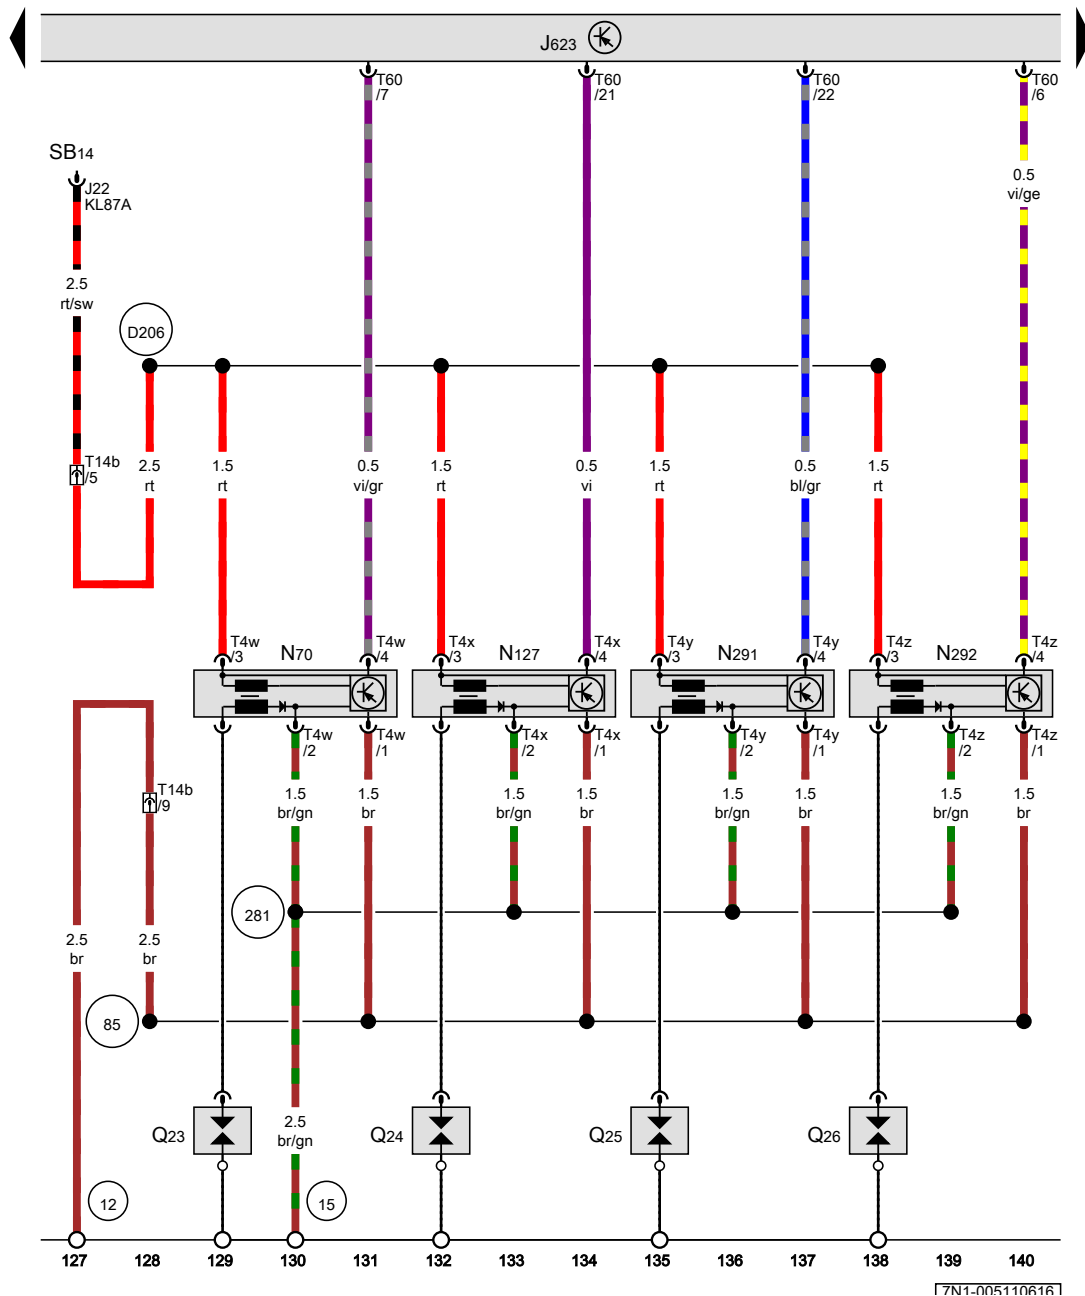 J623
T60
/7
T60
/21
T60
/22
T60
/6
SB14
J22
KL87A
0.5
vi/ge
2.5
rt/sw
D206
T14b
/5
2.5
rt
1.5
rt
0.5
vi/gr
1.5
rt
0.5
vi
1.5
rt
0.5
bl/gr
1.5
rt
T4w
/3
N70
T4w
/4
T4x
/3
N127
T4x
/4
T4y
/3
N291
T4y
/4
T4z
/3
N292
T4z
/4
T4w
/2
T4w
/1
T4x
/2
T4x
/1
T4y
/2
T4y
/1
T4z
/2
T4z
/1
T14b
/9
1.5
br/gn
1.5
br
1.5
br/gn
1.5
br
1.5
br/gn
1.5
br
1.5
br/gn
1.5
br
281
2.5
br
2.5
br
85
Q23
2.5
br/gn
Q24
Q25
Q26
12
15
127 128 129 130 131 132 133 134 135 136 137 138 139 140
7N1-005110616